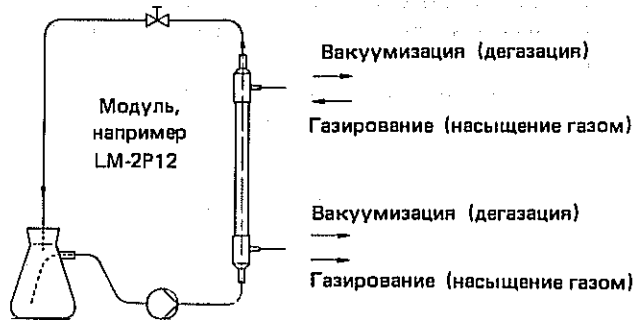 Вакуумизация (дегазация)
Газирование (насыщение газом)
Модуль,
например
LM-2P12
Вакуумизация (дегазация)
Газирование (насыщение газом)